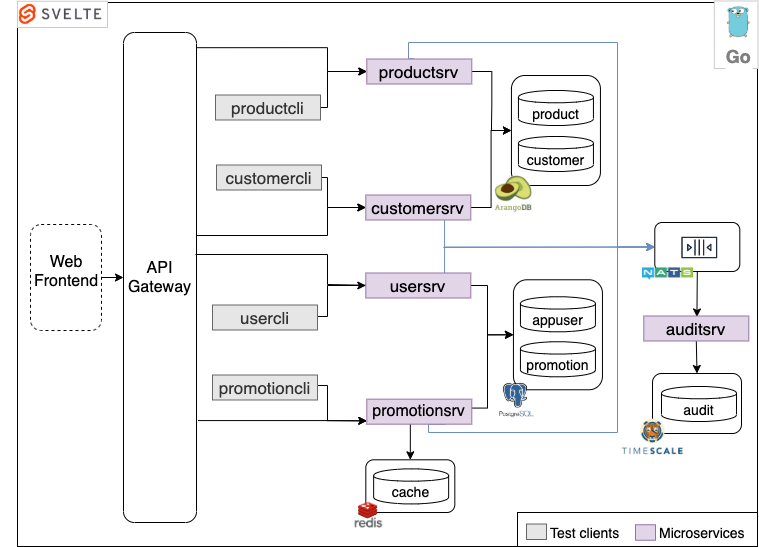 SVELTE
Go
productsrv
productcli
product
customer
ArangoDB
customercli
customersrv
Web
Frontend
API
Gateway
NATS
usersrv
usercli
appuser
promotion
PostgreSQL
auditsrv
promotioncli
promotionsrv
audit
TIMESCALE
cache
redis
Test clients
Microservices